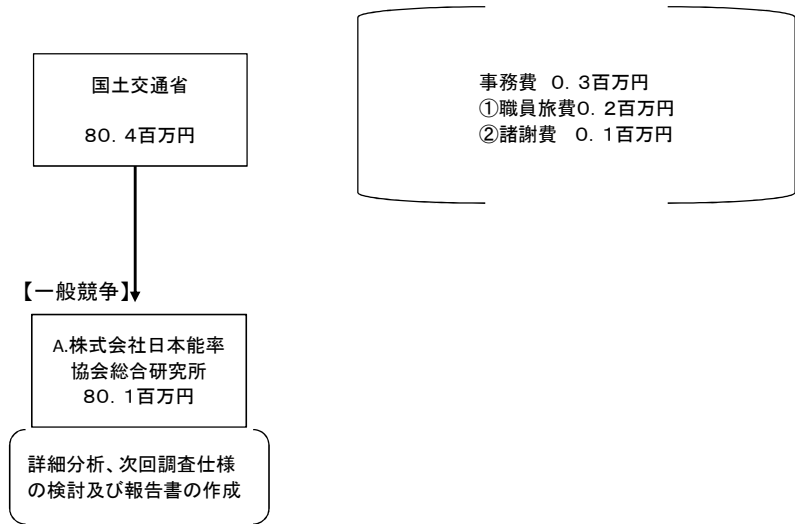 国土交通省
80．4百万円
事務費　0．3百万円
①職員旅費0．2百万円
②諸謝費　0．1百万円
【一般競争】
A.株式会社日本能率
協会総合研究所
80．1百万円
詳細分析、次回調査仕様
の検討及び報告書の作成